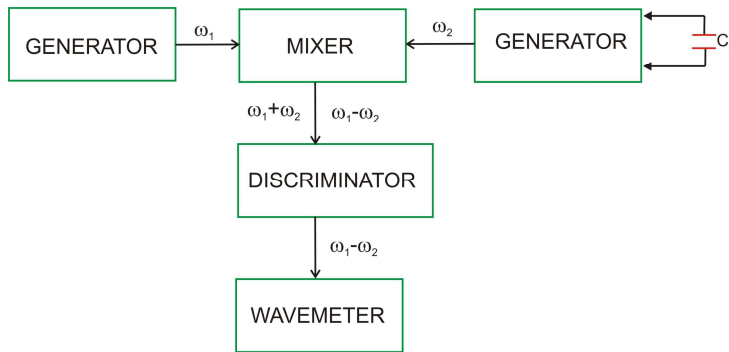 GENERATOR
ω₁
MIXER
ω₂
GENERATOR
C
ω₁+ω₂
ω₁-ω₂
DISCRIMINATOR
ω₁-ω₂
WAVEMETER